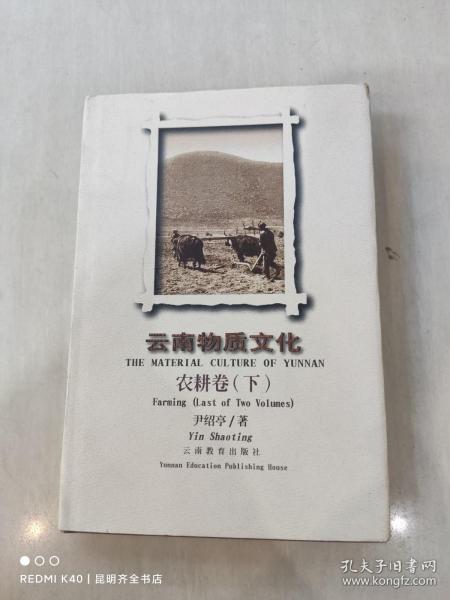 云南物质文化
THE MATERIAL CULTURE OF YUNNAN
农耕卷(下)
Farming (Last of Two Volumes)
尹绍亭/著
Yin Shaoting
云南教育出版社
Yunnan Education Publishing House
REDMI K40 | 昆明齐全书店
孔夫子旧书网
www.kongfz.com